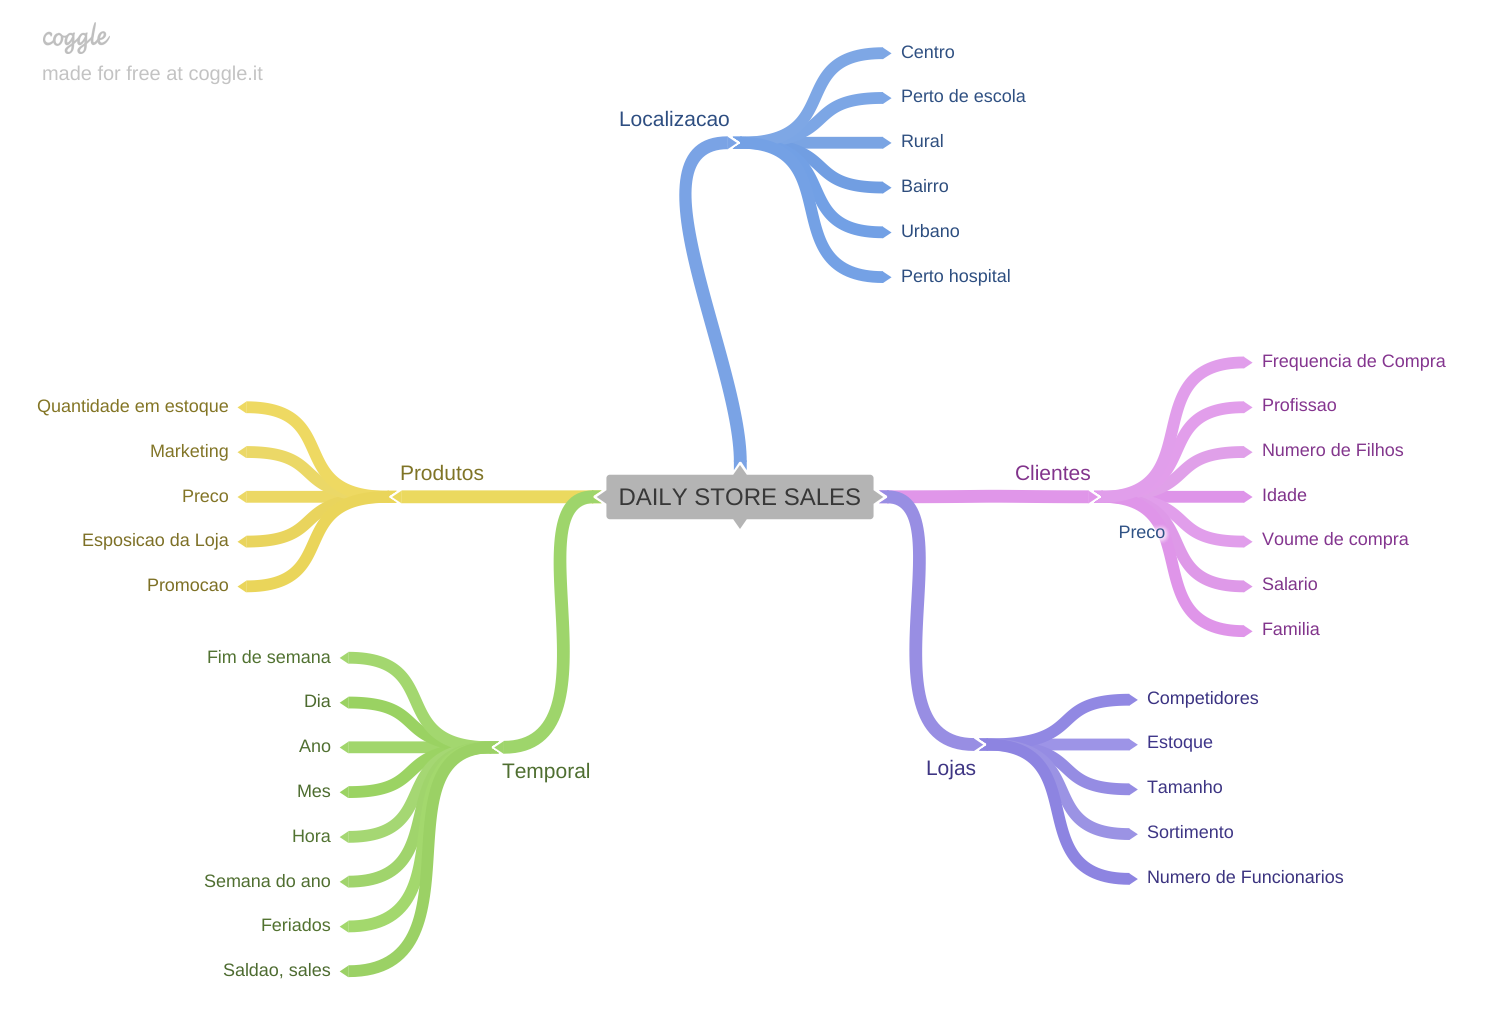 coggle
made for free at coggle.it
Localizacao
Centro
Perto de escola
Rural
Bairro
Urbano
Perto hospital
Quantidade em estoque
Marketing
Preco
Esposicao da Loja
Promocao
Produtos
DAILY STORE SALES
Clientes
Preco
Frequencia de Compra
Profissao
Numero de Filhos
Idade
Voume de compra
Salario
Familia
Fim de semana
Dia
Ano
Mes
Hora
Semana do ano
Feriados
Saldao, sales
Temporal
Lojas
Competidores
Estoque
Tamanho
Sortimento
Numero de Funcionarios